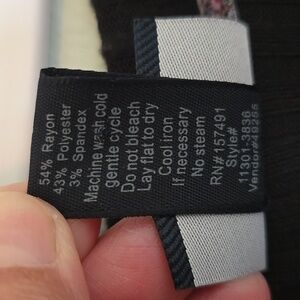 54% Rayon
43% Polyester
3% Spandex
Machine wash cold
gentle cycle
Do not bleach
Lay flat to dry
Cool iron
If necessary
No steam
RN# 157491
Style#
11301-3836